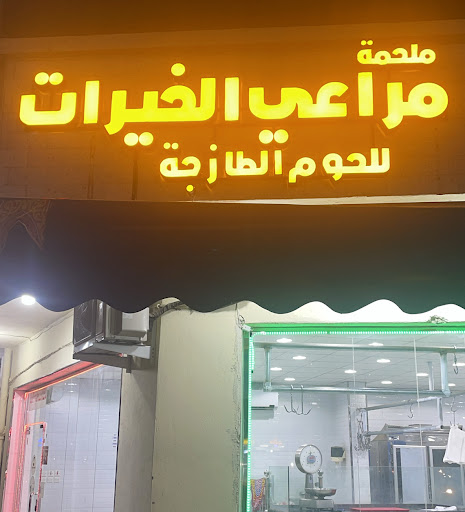 ملحمة
مراعي الخيرات
للحوم الطازجة